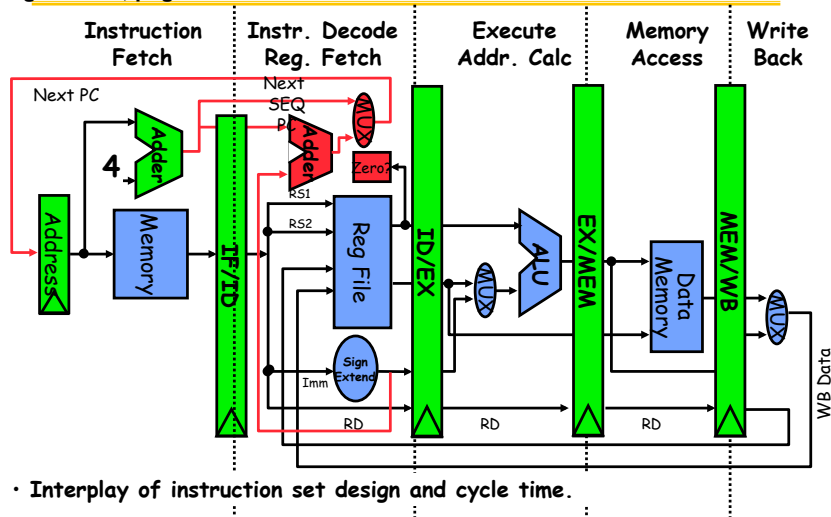 Instruction Fetch
Instr. Decode Reg. Fetch
Execute Addr. Calc
Memory Access
Write Back
Next PC
Next SEQ PC
Adder
4
Adder
MUX
Zero?
RS1
RS2
Address
Memory
IF/ID
Reg File
ID/EX
MUX
ALU
EX/MEM
Data Memory
MEM/WB
MUX
WB Data
Sign Extend
Imm
RD
RD
RD
• Interplay of instruction set design and cycle time.